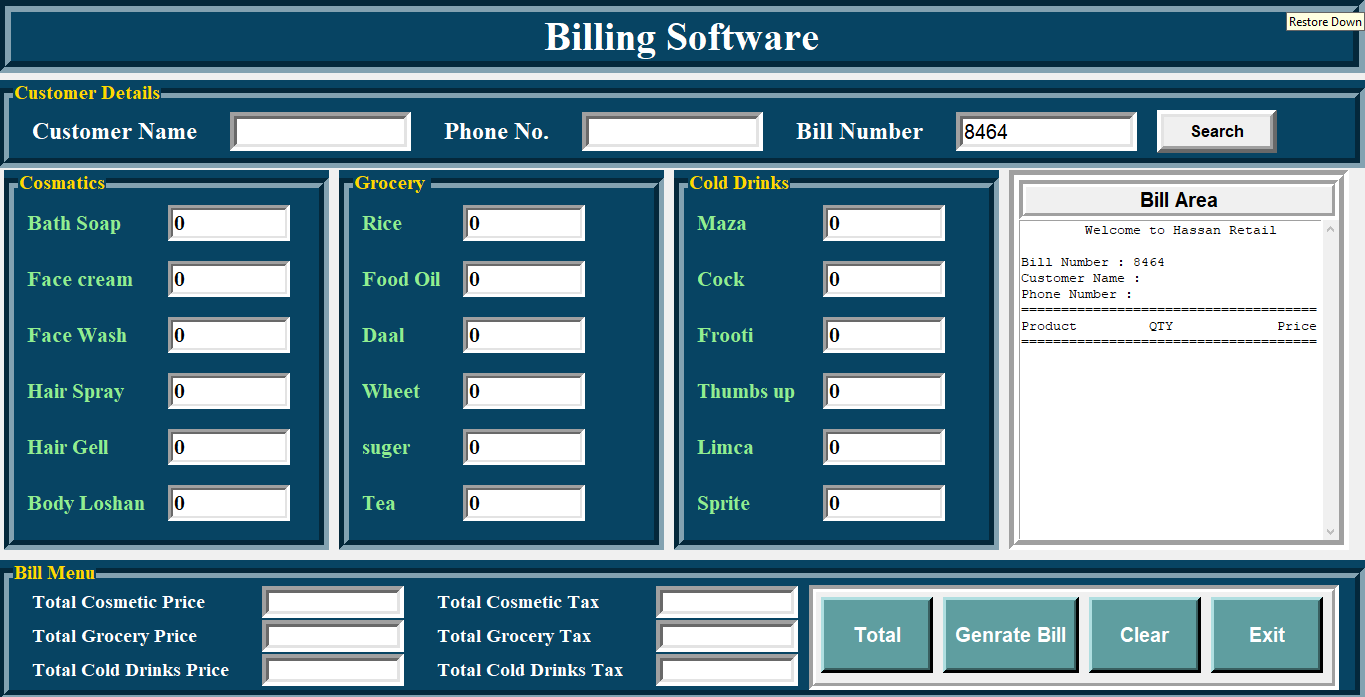 Billing Software
Restore Down
Customer Details
Customer Name
Phone No.
Bill Number 8464
Search
Cosmatics
Bath Soap 0
Face cream 0
Face Wash 0
Hair Spray 0
Hair Gell 0
Body Loshan 0
Grocery
Rice 0
Food Oil 0
Daal 0
Wheet 0
suger 0
Tea 0
Cold Drinks
Maza 0
Cock 0
Frooti 0
Thumbs up 0
Limca 0
Sprite 0
Bill Area
Welcome to Hassan Retail
Bill Number : 8464
Customer Name :
Phone Number :
=====================================
Product QTY Price
=====================================
Bill Menu
Total Cosmetic Price
Total Grocery Price
Total Cold Drinks Price
Total Cosmetic Tax
Total Grocery Tax
Total Cold Drinks Tax
Total
Genrate Bill
Clear
Exit